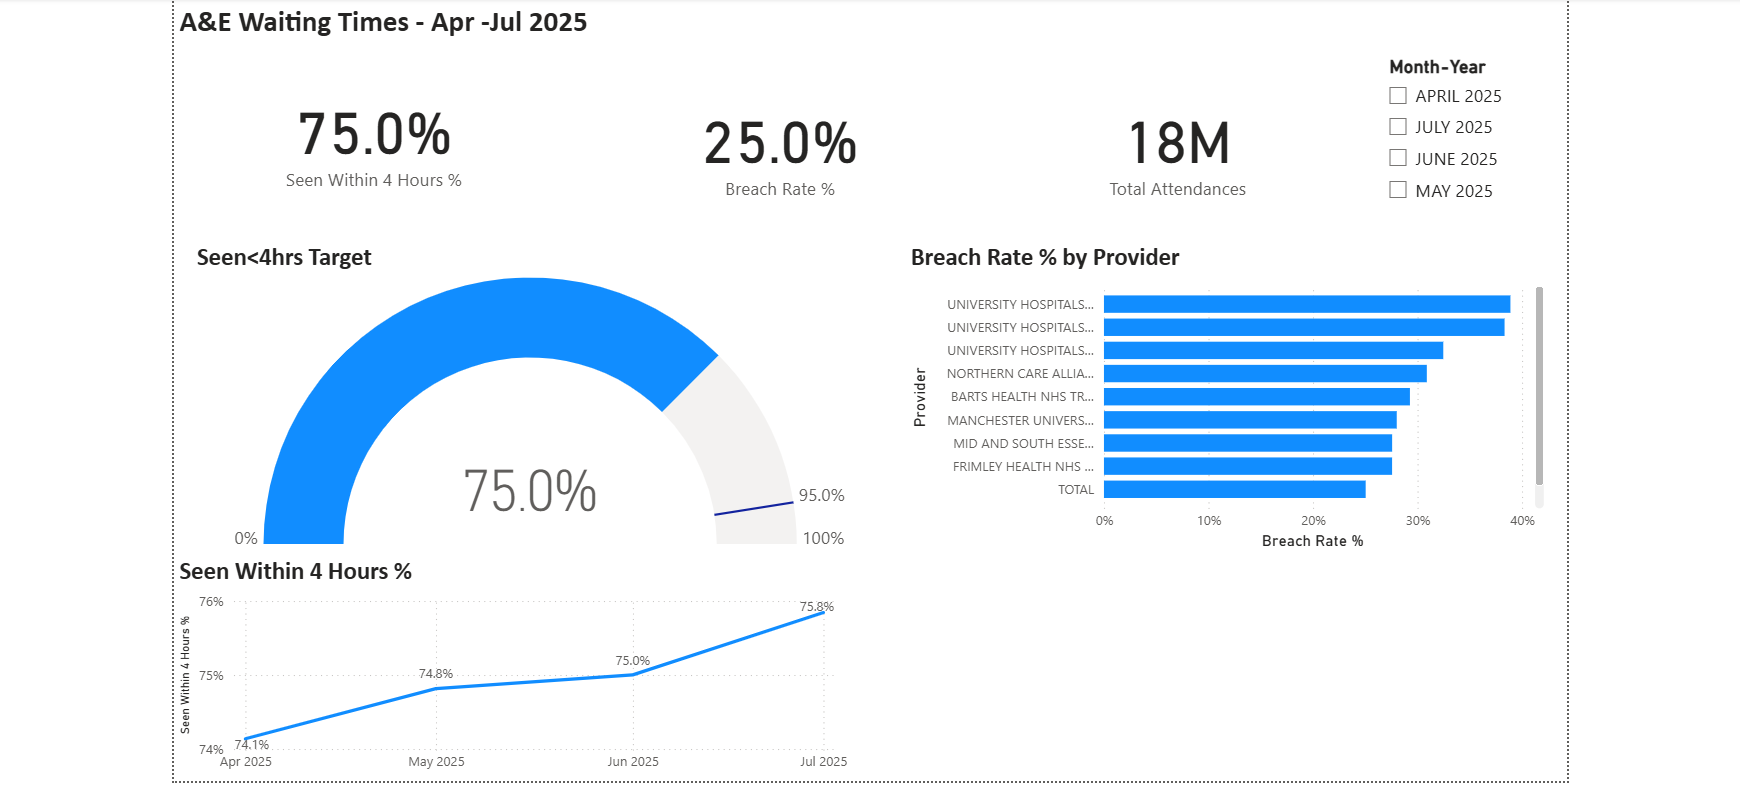 A&E Waiting Times - Apr -Jul 2025
75.0%
Seen Within 4 Hours %
25.0%
Breach Rate %
18M
Total Attendances
Month-Year
APRIL 2025
JULY 2025
JUNE 2025
MAY 2025
Seen<4hrs Target
75.0%
0%
95.0%
100%
Breach Rate % by Provider
Provider
UNIVERSITY HOSPITALS...
UNIVERSITY HOSPITALS...
UNIVERSITY HOSPITALS...
NORTHERN CARE ALLIA...
BARTS HEALTH NHS TR...
MANCHESTER UNIVERS...
MID AND SOUTH ESSE...
FRIMLEY HEALTH NHS ...
TOTAL
0% 10% 20% 30% 40%
Breach Rate %
Seen Within 4 Hours %
Seen Within 4 Hours %
76%
75%
74%
74.1%
74.8%
75.0%
75.8%
Apr 2025 May 2025 Jun 2025 Jul 2025